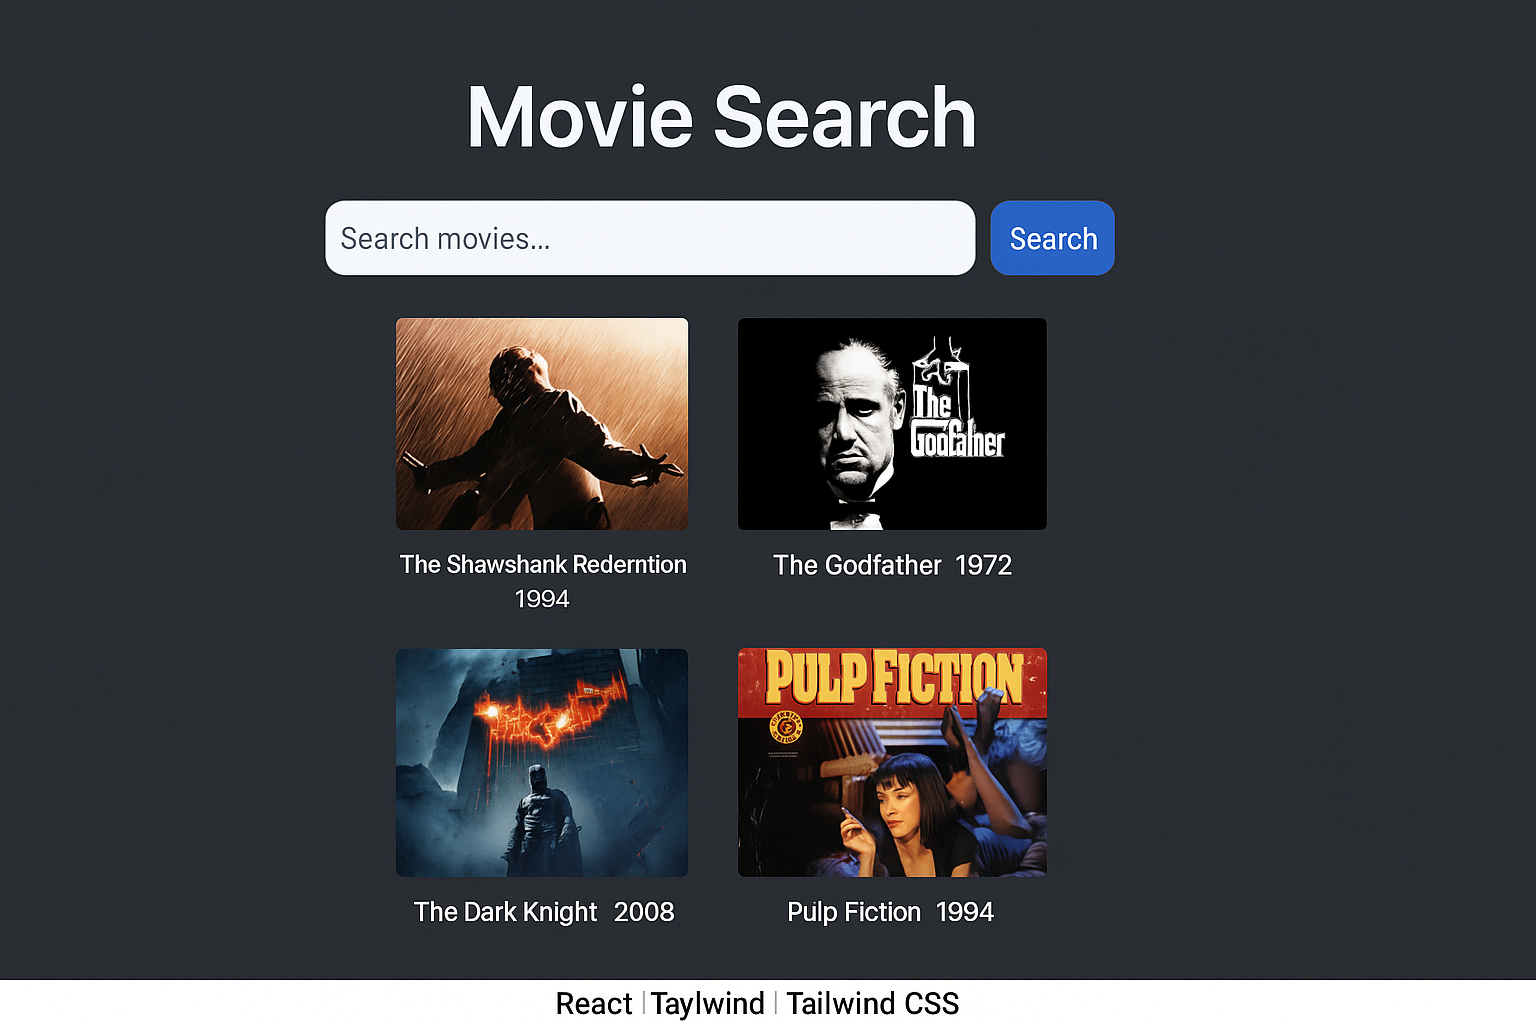 Movie Search
Search movies...
Search
The
Godfather
The Shawshank Rederntion
1994
The Godfather 1972
PULP FICTION
The Dark Knight 2008
Pulp Fiction 1994
React | Taylwind | Tailwind CSS